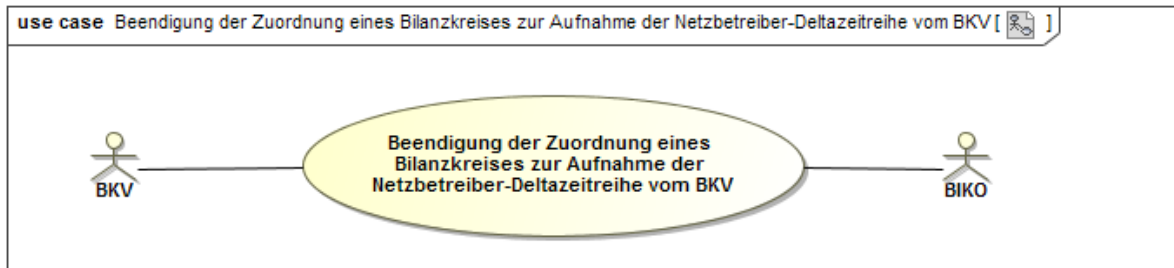 use case Beendigung der Zuordnung eines Bilanzkreises zur Aufnahme der Netzbetreiber-Deltazeitreihe vom BKV [ ]
Beendigung der Zuordnung eines
Bilanzkreises zur Aufnahme der
Netzbetreiber-Deltazeitreihe vom BKV
BKV
BIKO